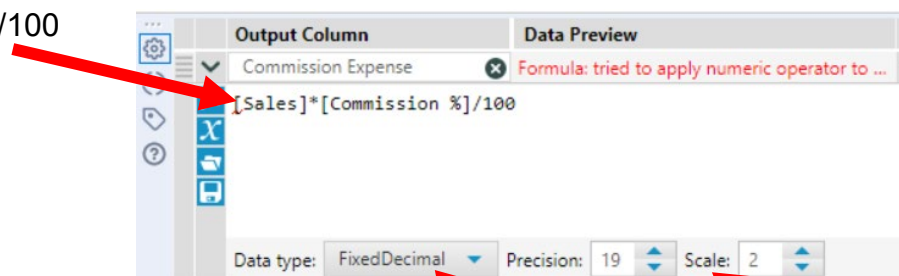 /100
Output Column Data Preview
Commission Expense Formula: tried to apply numeric operator to ...
[Sales]*[Commission %]/100
Data type: FixedDecimal Precision: 19 Scale: 2